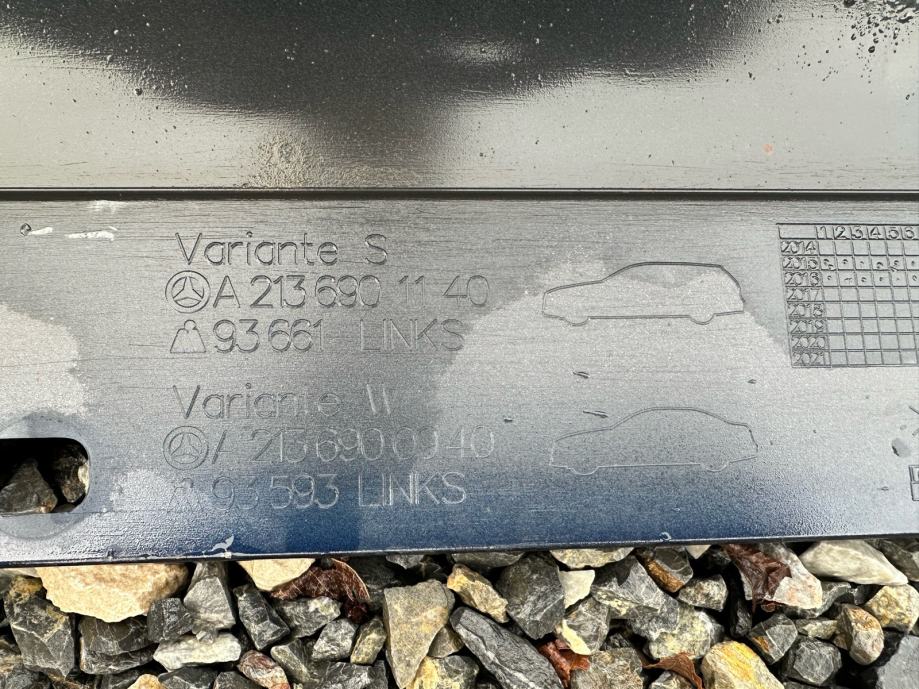 Variante S
A 213 690 11 40
93 661 LINKS
Variante W
A 213 690 09 40
93 593 LINKS
1 2 3 4 5 6
2014
2015
2013
2017
2018
2019
2020
2021